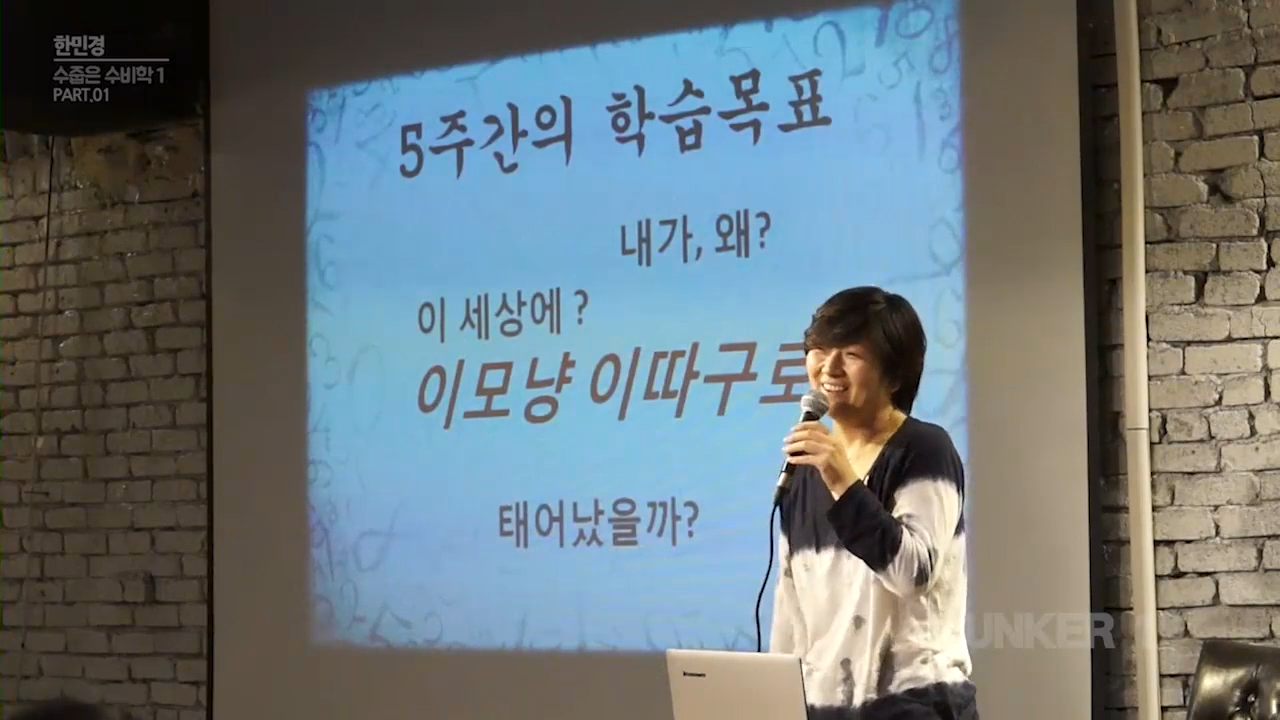 한민경
수줍은 수비학 1
PART.01
5주간의 학습목표
내가, 왜?
이 세상에 ?
이모냥 이따구로
태어났을까?
lenovo
UNKER